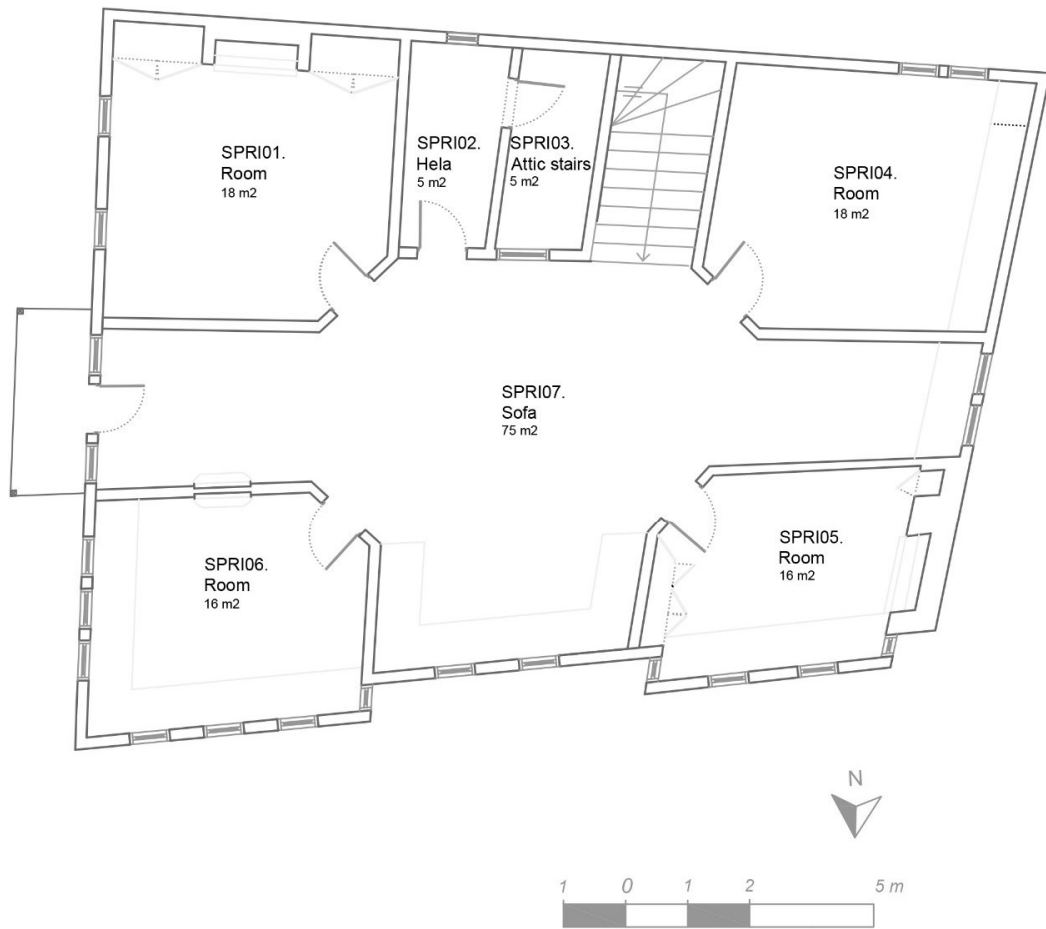 SPRI01.
Room
18 m2
SPRI02.
Hela
5 m2
SPRI03.
Attic stairs
5 m2
SPRI04.
Room
18 m2
SPRI07.
Sofa
75 m2
SPRI06.
Room
16 m2
SPRI05.
Room
16 m2
N
1 0 1 2 5 m